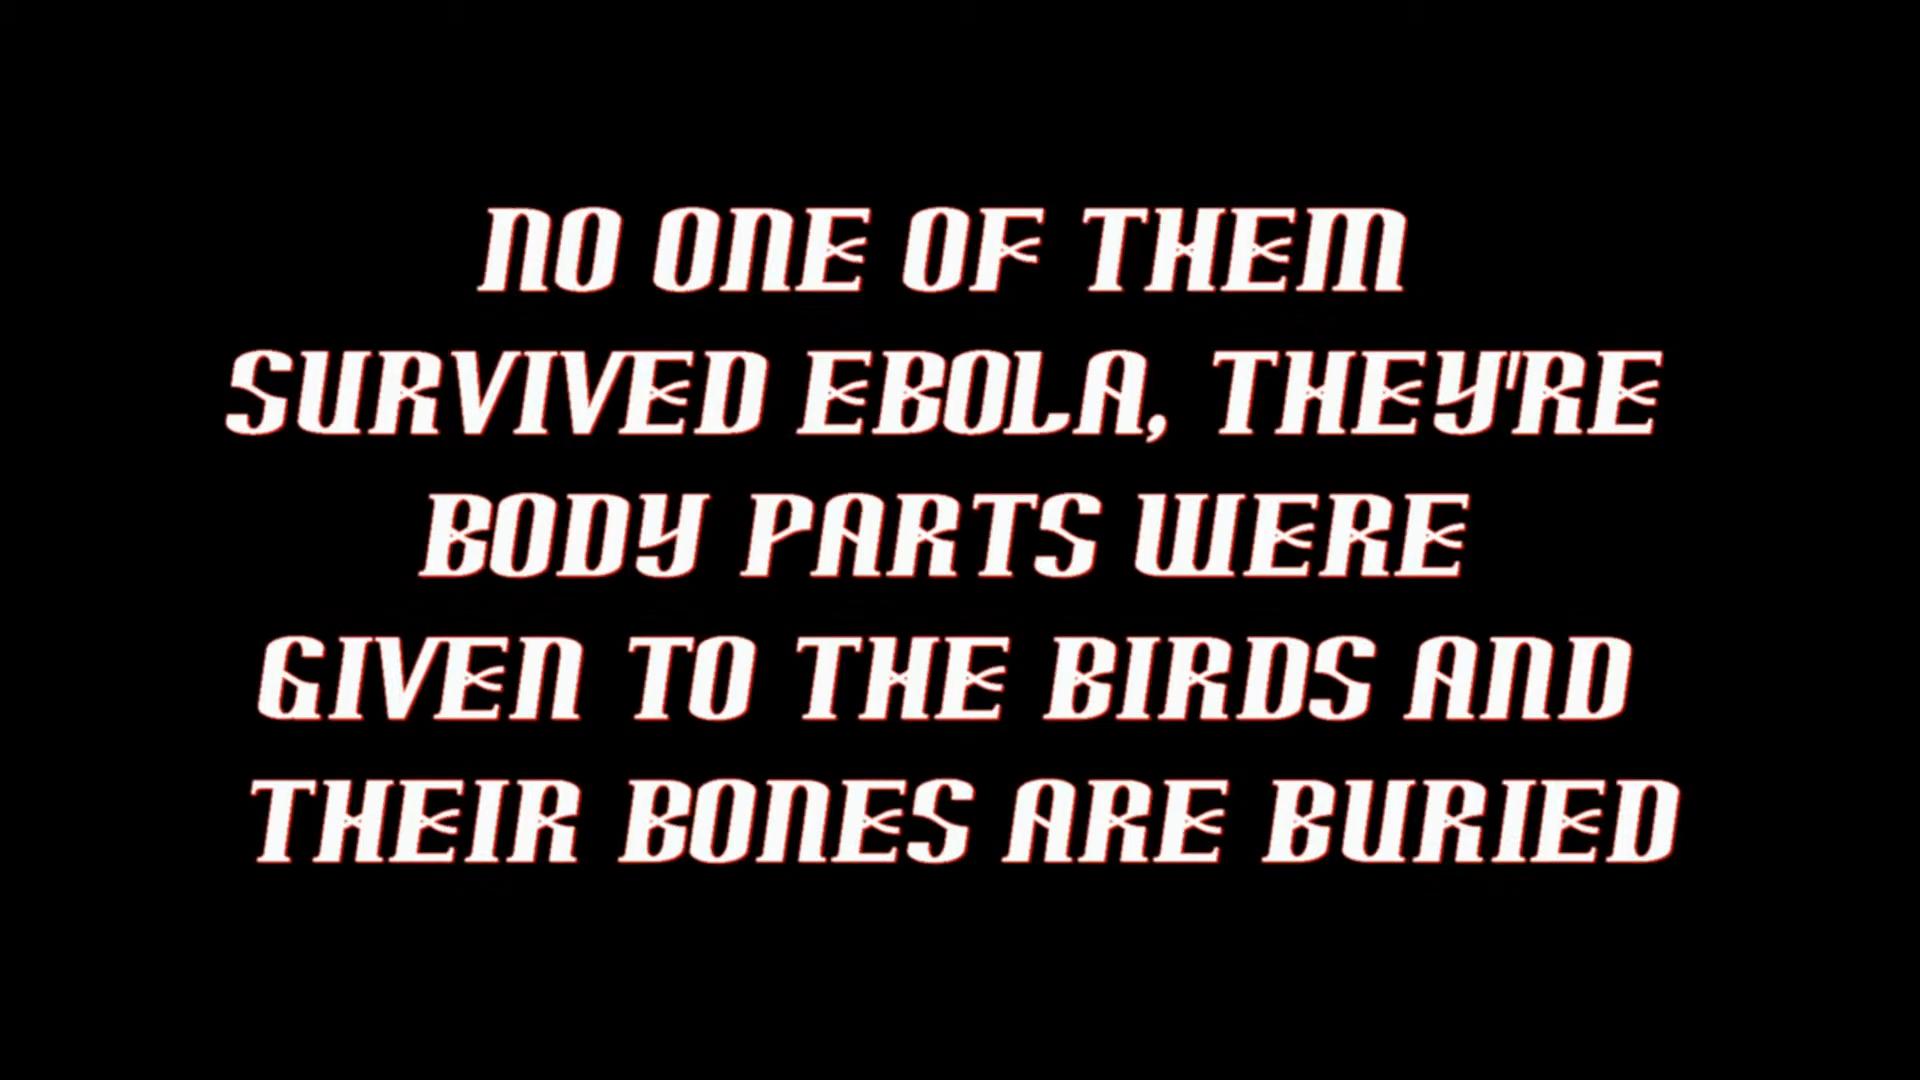 NO ONE OF THEM
SURVIVED EBOLA, THEY'RE
BODY PARTS WERE
GIVEN TO THE BIRDS AND
THEIR BONES ARE BURIED